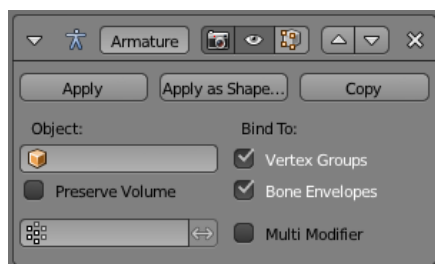 Armature
Apply Apply as Shape... Copy
Object: Bind To:
Vertex Groups
Preserve Volume Bone Envelopes
Multi Modifier